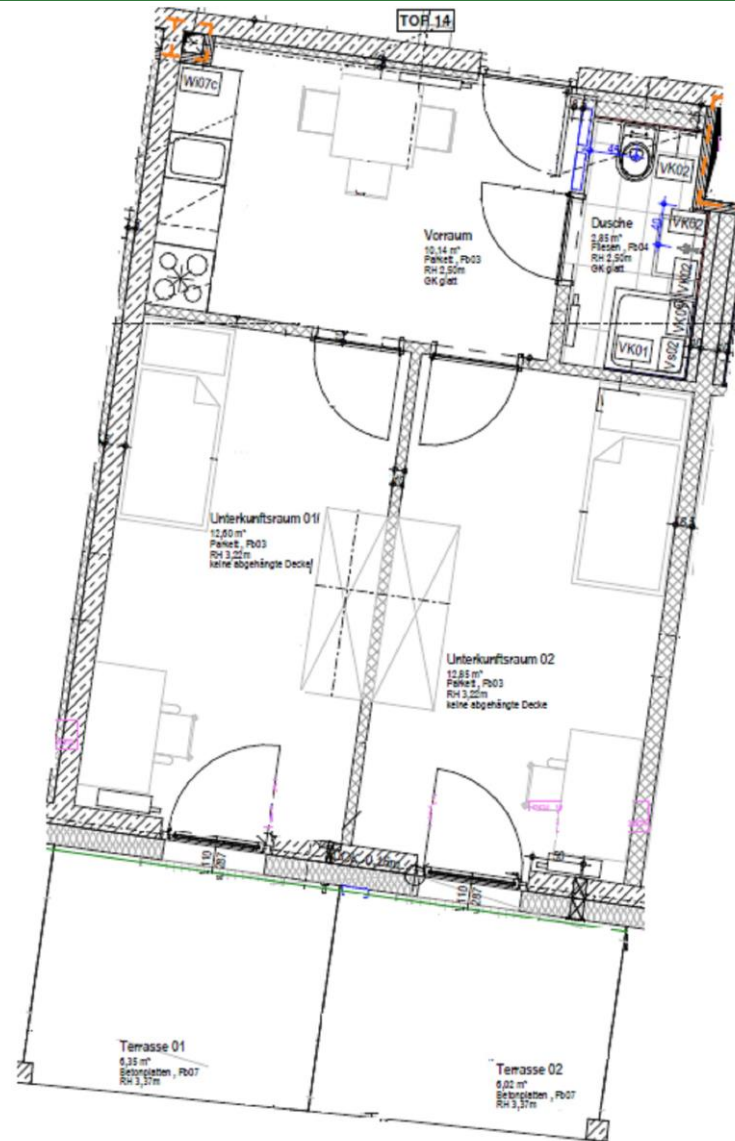 TOP 14
Wi07c
VK02
Dusche
2,85 m²
Fliesen , Fb04
RH 2,50m
GK glatt
VK02
Vorraum
10,14 m²
Parkett , Fb03
RH 2,50m
GK glatt
VK02
VK01
Vs02
Unterkunftsraum 01
12,60 m²
Parkett , Fb03
RH 3,22m
keine abgehängte Decke
Unterkunftsraum 02
12,85 m²
Parkett , Fb03
RH 3,22m
keine abgehängte Decke
110
287
110
287
Terrasse 01
6,35 m²
Betonplatten , Fb07
RH 3,37m
Terrasse 02
6,02 m²
Betonplatten , Fb07
RH 3,37m